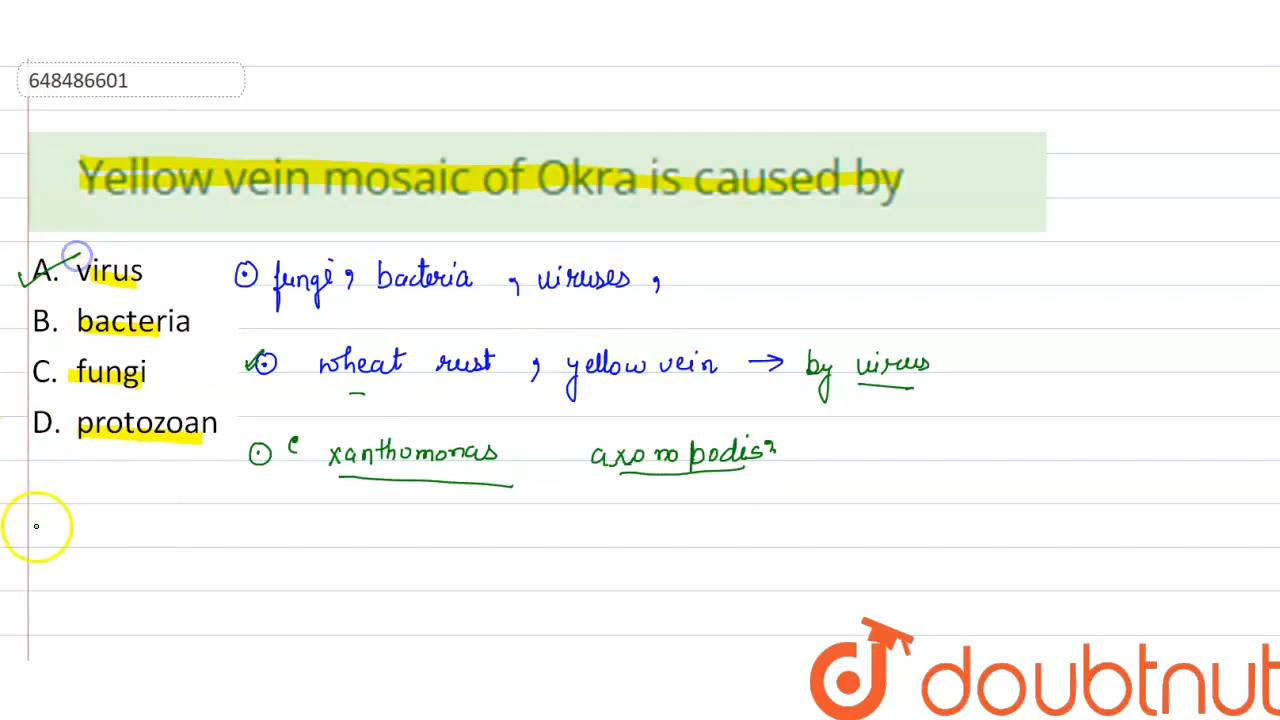 648486601
Yellow vein mosaic of Okra is caused by
A. virus
B. bacteria
C. fungi
D. protozoan
fungi, bacteria, viruses,
wheat rust, yellow vein → by virus
xanthomonas axonopodis
doubtnut